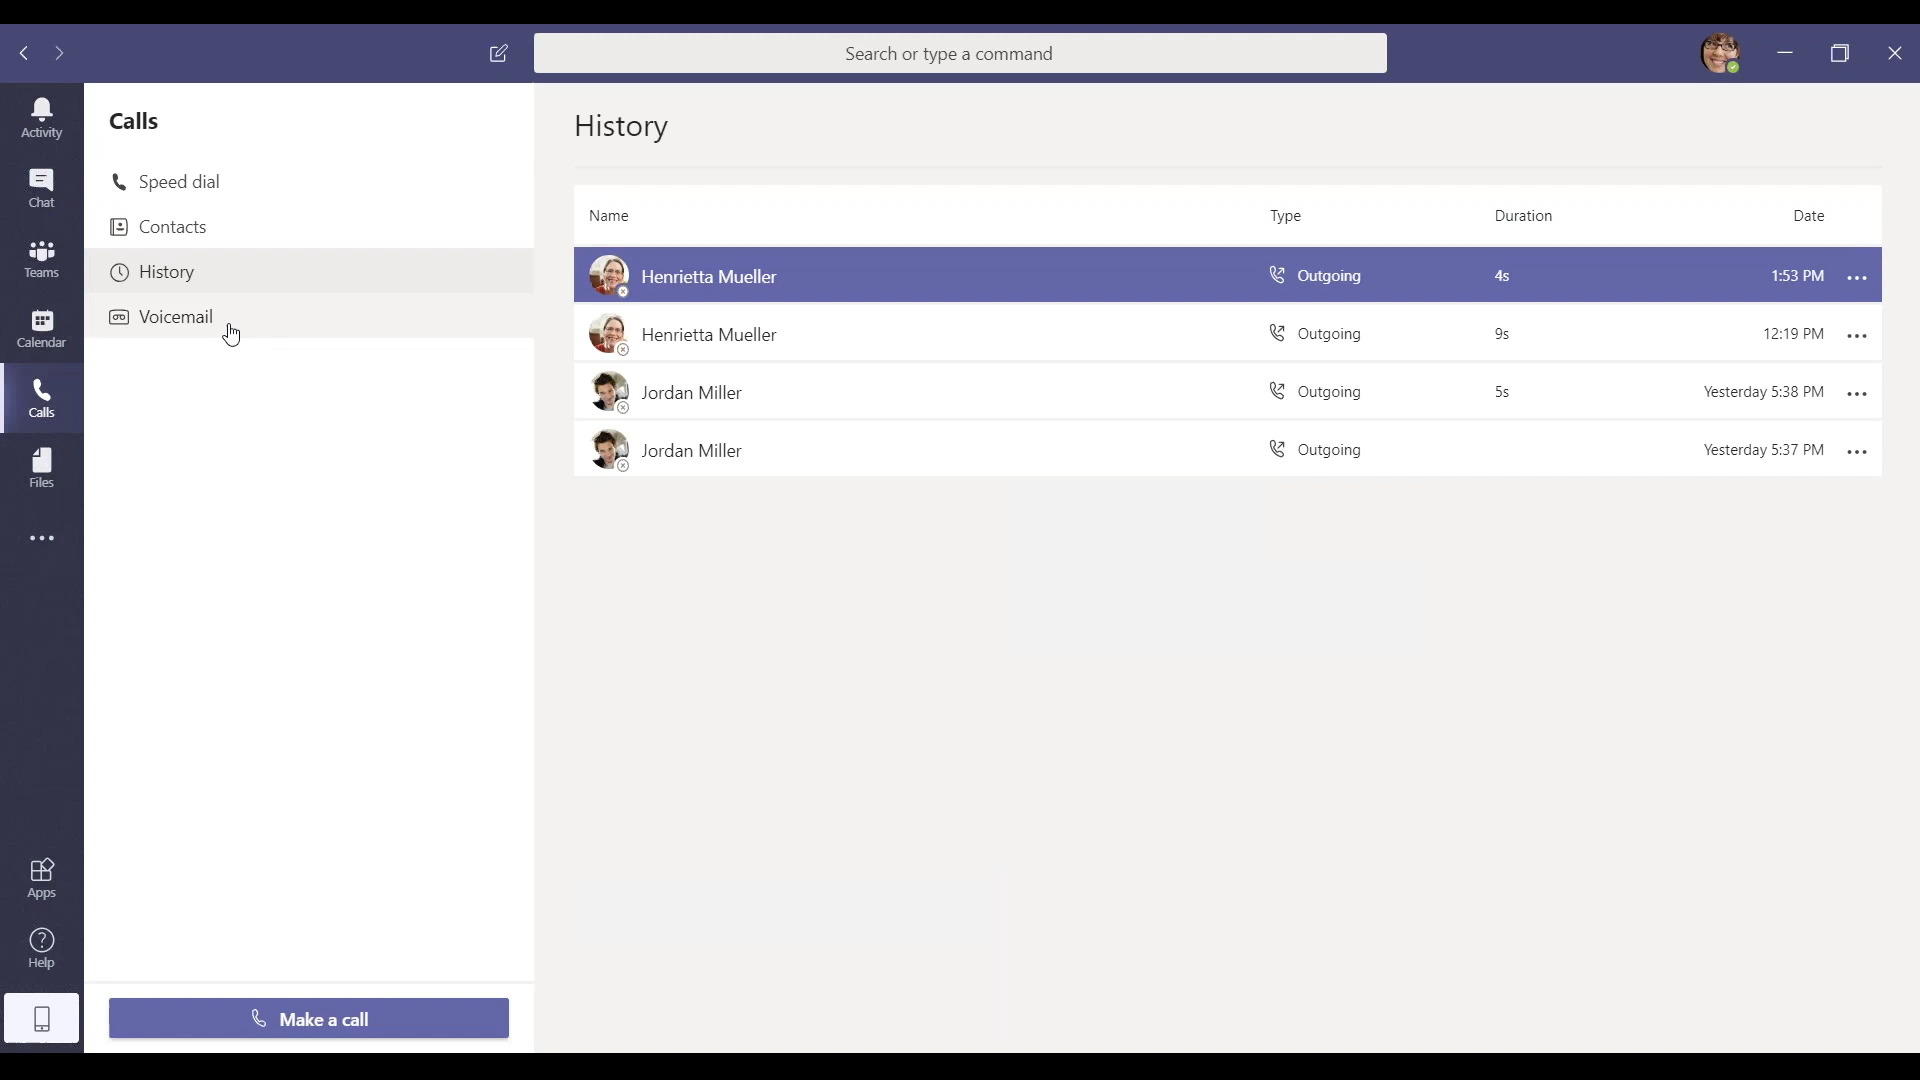 Search or type a command
Activity
Chat
Teams
Calendar
Calls
Files
Apps
Help
Calls
Speed dial
Contacts
History
Voicemail
Make a call
History
Name Type Duration Date
Henrietta Mueller Outgoing 4s 1:53 PM
Henrietta Mueller Outgoing 9s 12:19 PM
Jordan Miller Outgoing 5s Yesterday 5:38 PM
Jordan Miller Outgoing Yesterday 5:37 PM